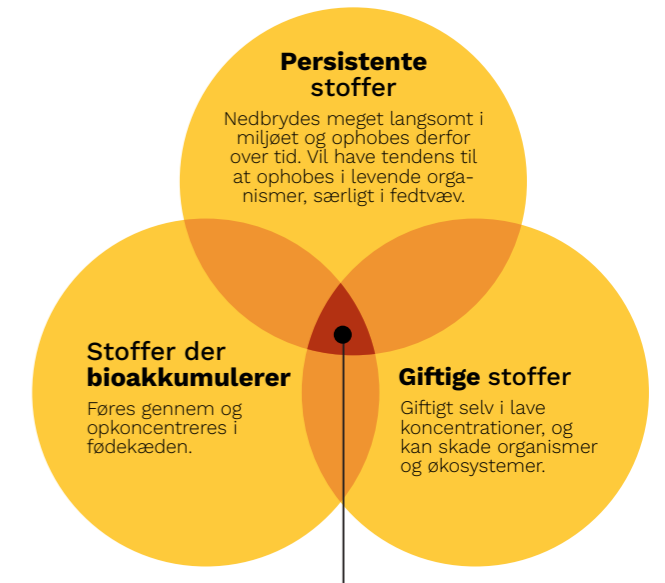 Persistente
stoffer
Nedbrydes meget langsomt i
miljøet og ophobes derfor
over tid. Vil have tendens til
at ophobes i levende orga-
nismer, særligt i fedtvæv.
Stoffer der
bioakkumulerer
Føres gennem og
opkoncentreres i
fødekæden.
Giftige stoffer
Giftigt selv i lave
koncentrationer, og
kan skade organismer
og økosystemer.